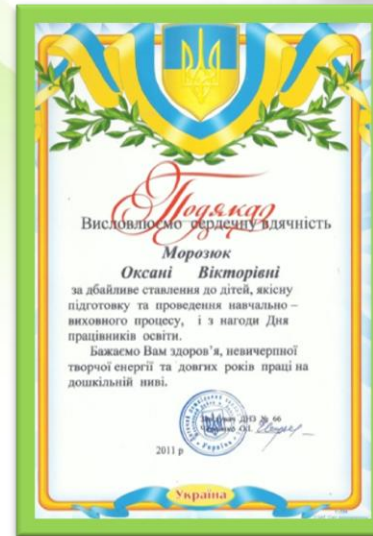 Подяка
Висловлюємо сердечну вдячність
Морозюк
Оксані Вікторівні
за дбайливе ставлення до дітей, якісну
підготовку та проведення навчально –
виховного процесу, і з нагоди Дня
працівників освіти.
Бажаємо Вам здоров'я, невичерпної
творчої енергії та довгих років праці на
дошкільній ниві.
ДНЗ № 66
2011 р
Україна